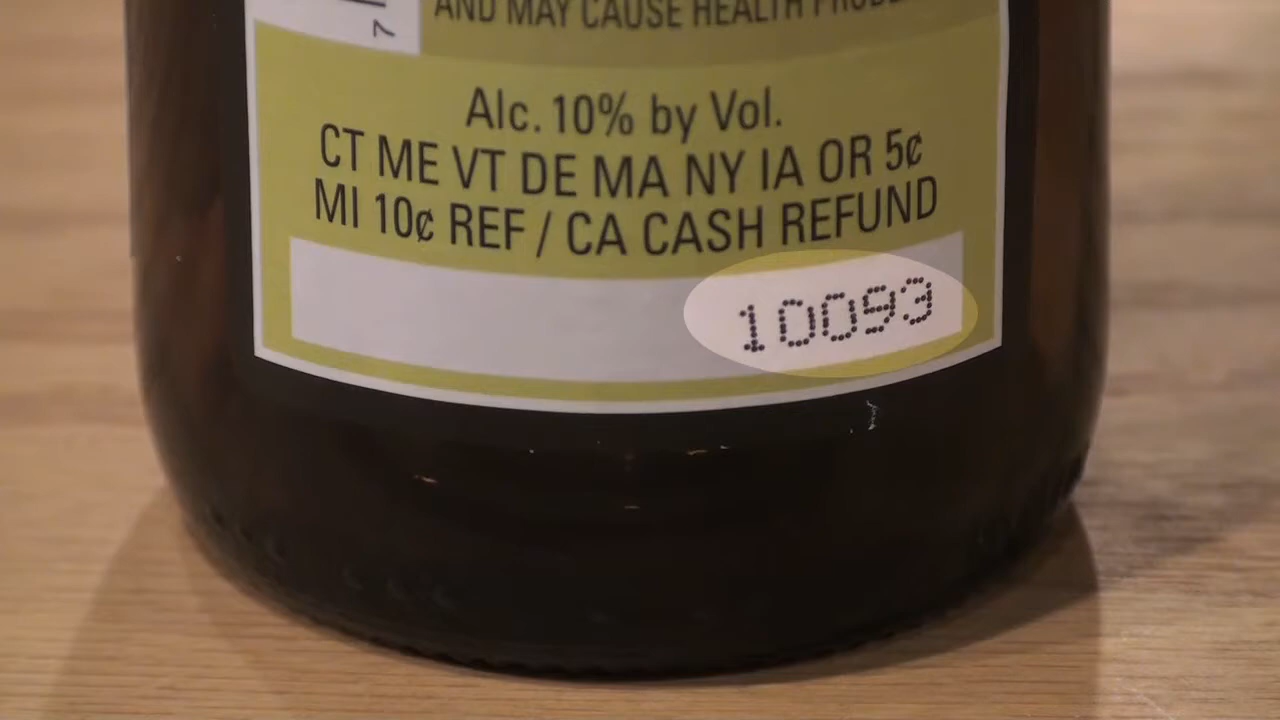 AND MAY CAUSE HEALTH
7
Alc. 10% by Vol.
CT ME VT DE MA NY IA OR 5¢
MI 10¢ REF / CA CASH REFUND
10093